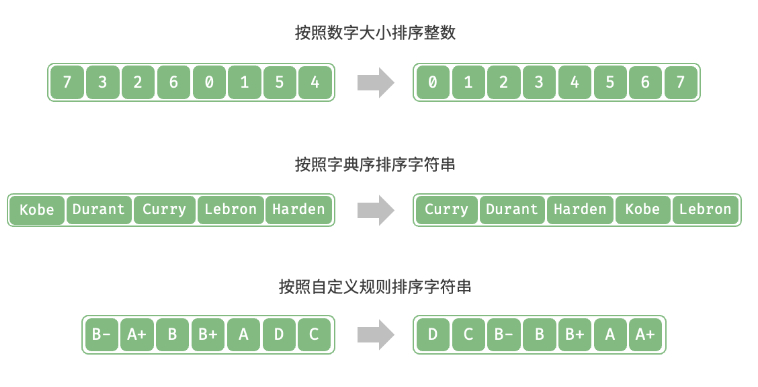 按照数字大小排序整数
7 3 2 6 0 1 5 4 0 1 2 3 4 5 6 7
按照字典序排序字符串
Kobe Durant Curry Lebron Harden Curry Durant Harden Kobe Lebron
按照自定义规则排序字符串
B- A+ B B+ A D C D C B- B B+ A A+